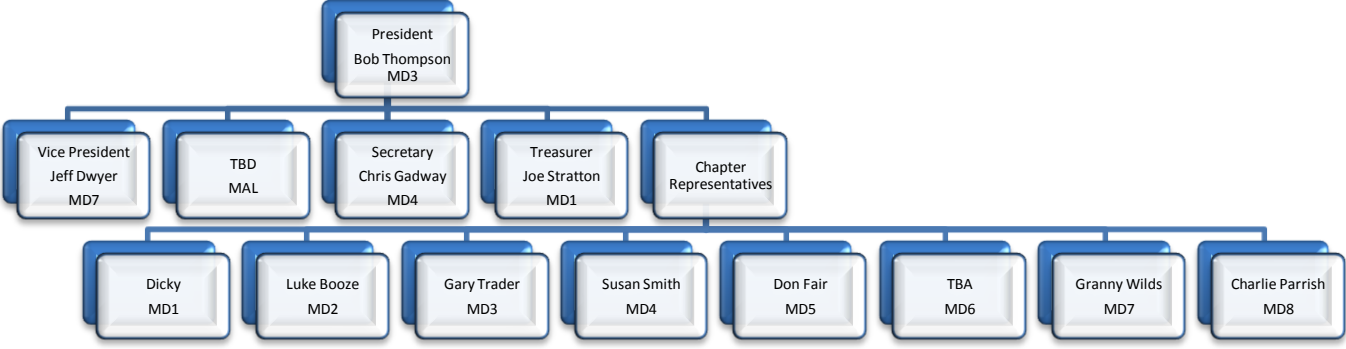 President
Bob Thompson
MD3
Vice President
Jeff Dwyer
MD7
TBD
MAL
Secretary
Chris Gadway
MD4
Treasurer
Joe Stratton
MD1
Chapter
Representatives
Dicky
MD1
Luke Booze
MD2
Gary Trader
MD3
Susan Smith
MD4
Don Fair
MD5
TBA
MD6
Granny Wilds
MD7
Charlie Parrish
MD8